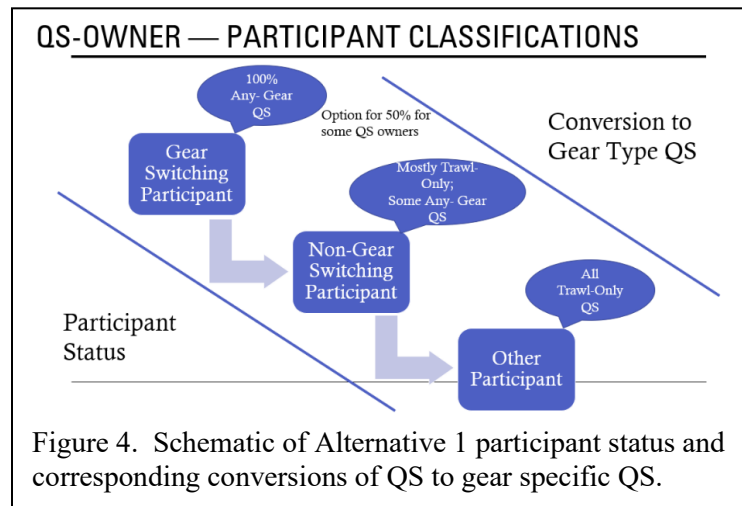 QS-OWNER — PARTICIPANT CLASSIFICATIONS
100%
Any- Gear
QS
Option for 50% for
some QS owners
Conversion to
Gear Type QS
Gear
Switching
Participant
Mostly Trawl-
Only;
Some Any- Gear
QS
Non-Gear
Switching
Participant
All
Trawl-Only
QS
Participant
Status
Other
Participant
Figure 4.  Schematic of Alternative 1 participant status and
corresponding conversions of QS to gear specific QS.